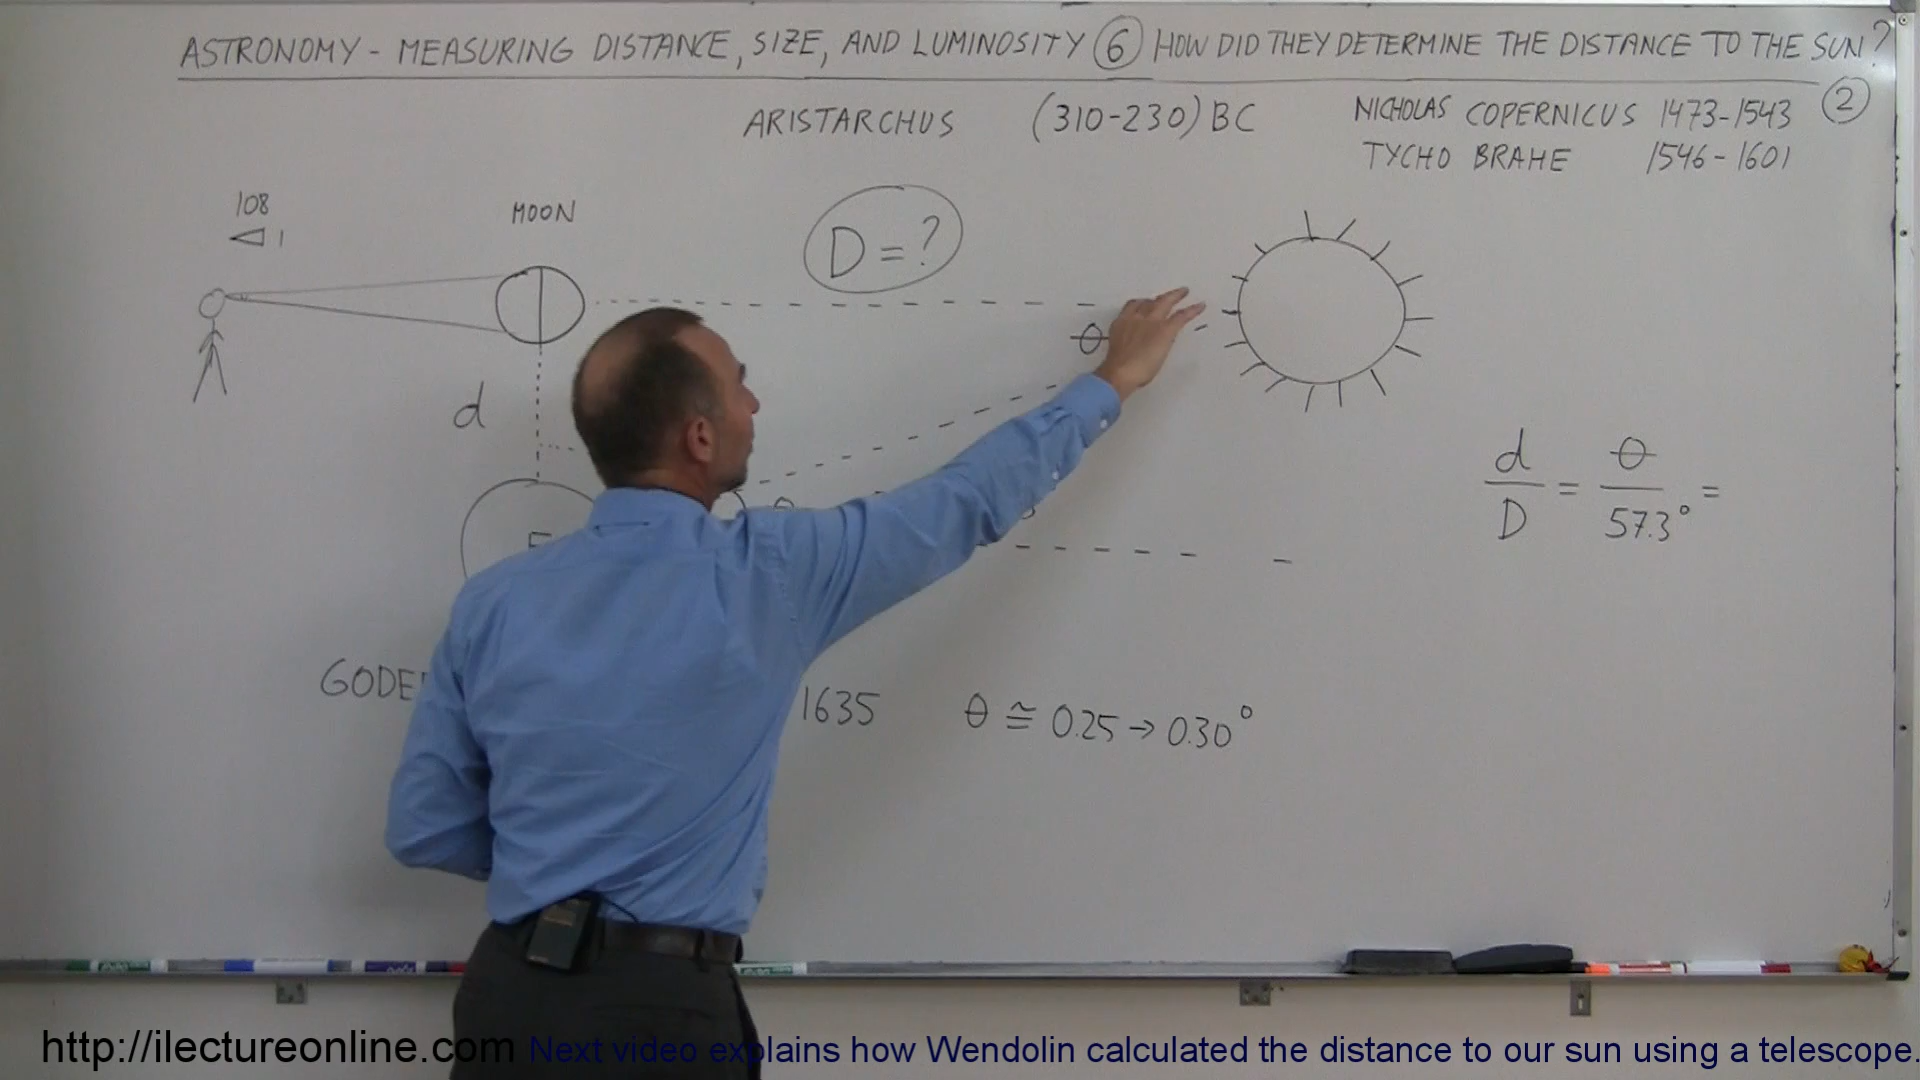 ASTRONOMY - MEASURING DISTANCE, SIZE, AND LUMINOSITY ⑥ HOW DID THEY DETERMINE THE DISTANCE TO THE SUN?
②
ARISTARCHUS (310-230) BC
NICHOLAS COPERNICUS 1473-1543
TYCHO BRAHE 1546-1601
108
1
MOON
D = ?
θ
d
d/D = θ/57.3° =
E
1635
θ ≅ 0.25 → 0.30°
http://ilectureonline.com Next video explains how Wendolin calculated the distance to our sun using a telescope.